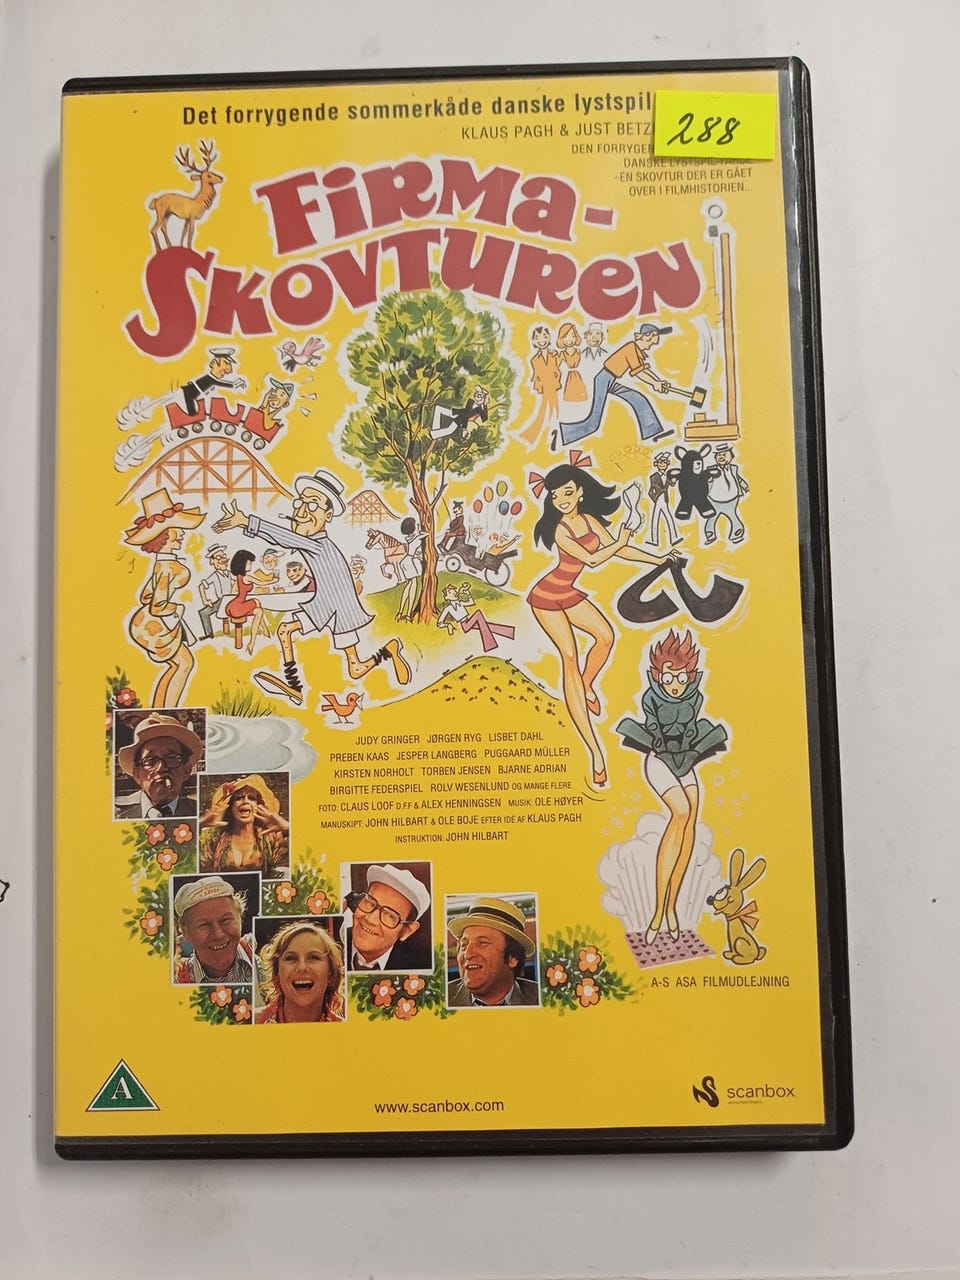 Det forrygende sommerkåde danske lystspil
288
KLAUS PAGH & JUST
DEN
DANSKE LYSTSPIL-FARCE
-EN SKOVTUR DER ER GÅET
OVER I FILMHISTORIEN...
FIRMA-
SKOVTUREN
JUDY GRINGER JØRGEN RYG LISBET DAHL
PREBEN KAAS JESPER LANGBERG PUGGAARD MÜLLER
KIRSTEN NORHOLT TORBEN JENSEN BJARNE ADRIAN
BIRGITTE FEDERSPIEL ROLV WESENLUND OG MANGE FLERE
FOTO: CLAUS LOOF D.F.F & ALEX HENNINGSEN MUSIK: OLE HØYER
MANUSKIPT: JOHN HILBART & OLE BOJE EFTER IDÉ AF KLAUS PAGH
INSTRUKTION: JOHN HILBART
A-S ASA FILMUDLEJNING
A
www.scanbox.com
scanbox